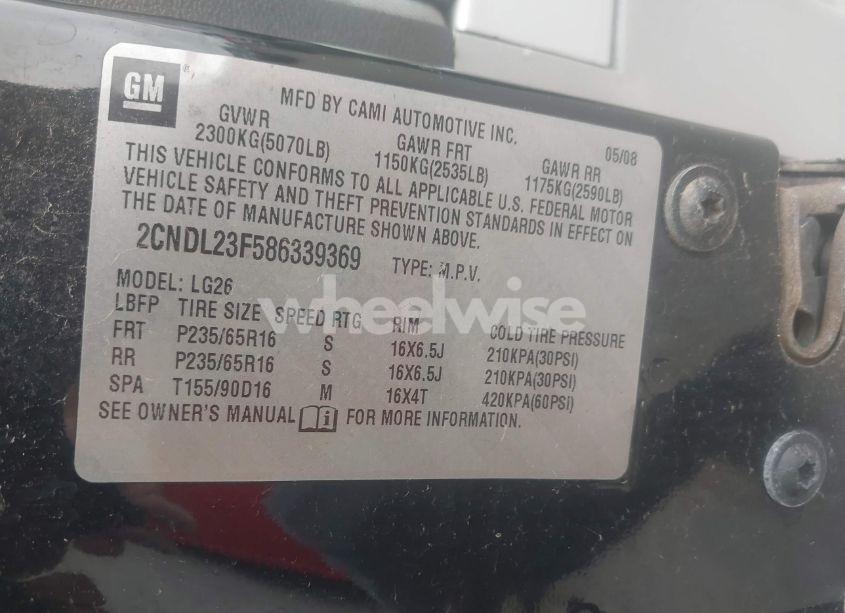 GM
MFD BY CAMI AUTOMOTIVE INC.
05/08
GVWR GAWR FRT GAWR RR
2300KG(5070LB) 1150KG(2535LB) 1175KG(2590LB)
THIS VEHICLE CONFORMS TO ALL APPLICABLE U.S. FEDERAL MOTOR
VEHICLE SAFETY AND THEFT PREVENTION STANDARDS IN EFFECT ON
THE DATE OF MANUFACTURE SHOWN ABOVE.
2CNDL23F586339369 TYPE: M.P.V.
MODEL: LG26
LBFP TIRE SIZE SPEED RTG RIM COLD TIRE PRESSURE
FRT P235/65R16 S 16X6.5J 210KPA(30PSI)
RR P235/65R16 S 16X6.5J 210KPA(30PSI)
SPA T155/90D16 M 16X4T 420KPA(60PSI)
SEE OWNER'S MANUAL i FOR MORE INFORMATION.
wheelwise